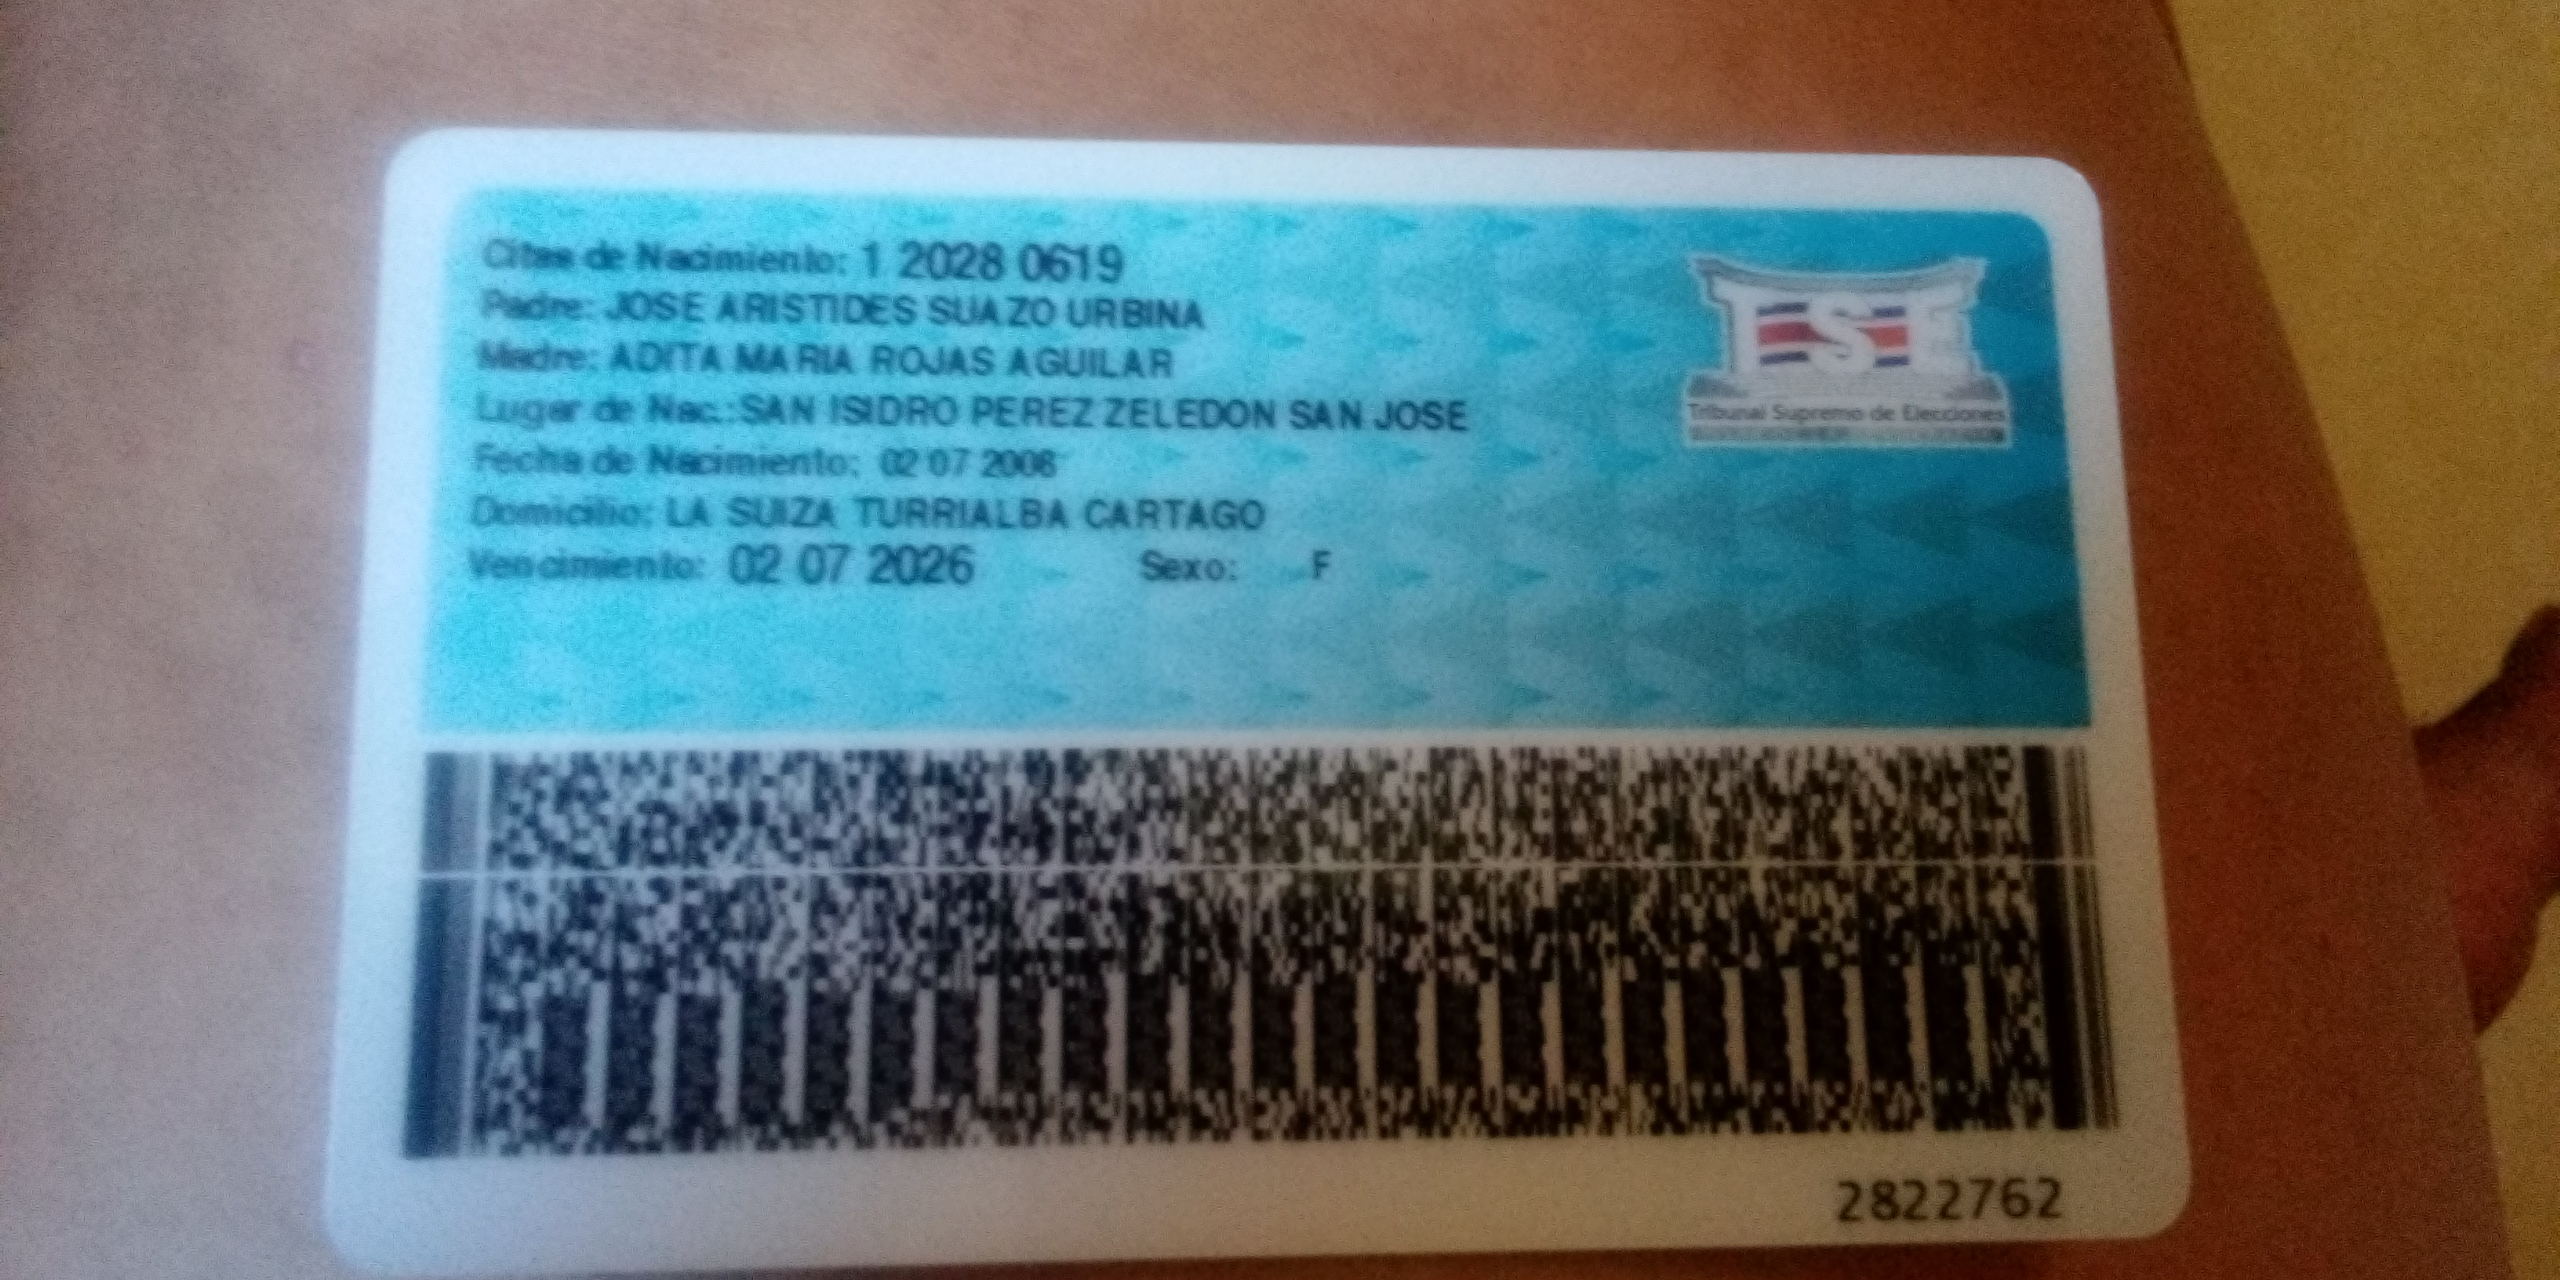 Citas de Nacimiento: 1 2028 0619
Padre: JOSE ARISTIDES SUAZO URBINA
Madre: ADITA MARIA ROJAS AGUILAR
Lugar de Nac.: SAN ISIDRO PEREZ ZELEDON SAN JOSE
Fecha de Nacimiento: 02 07 2008
Domicilio: LA SUIZA TURRIALBA CARTAGO
Vencimiento: 02 07 2026 Sexo: F
TSE
Tribunal Supremo de Elecciones
2822762